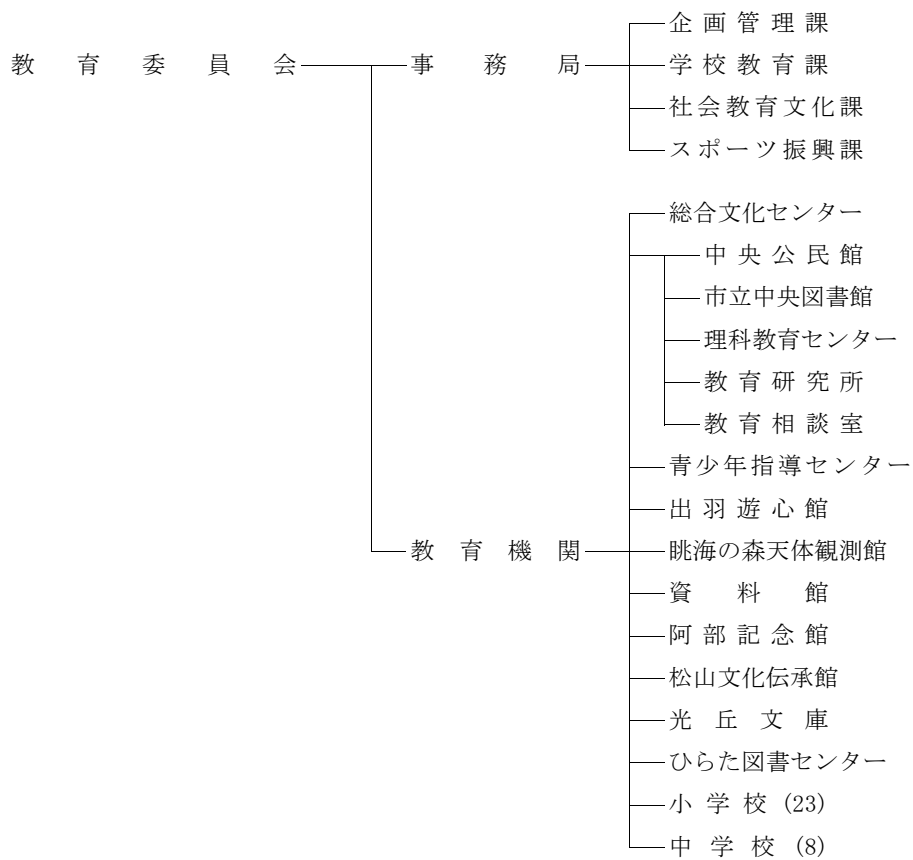 企画管理課
教育委員会 事務局 学校教育課
社会教育文化課
スポーツ振興課
総合文化センター
中央公民館
市立中央図書館
理科教育センター
教育研究所
教育相談室
青少年指導センター
出羽遊心館
教育機関 眺海の森天体観測館
資料館
阿部記念館
松山文化伝承館
光丘文庫
ひらた図書センター
小学校 (23)
中学校 (8)